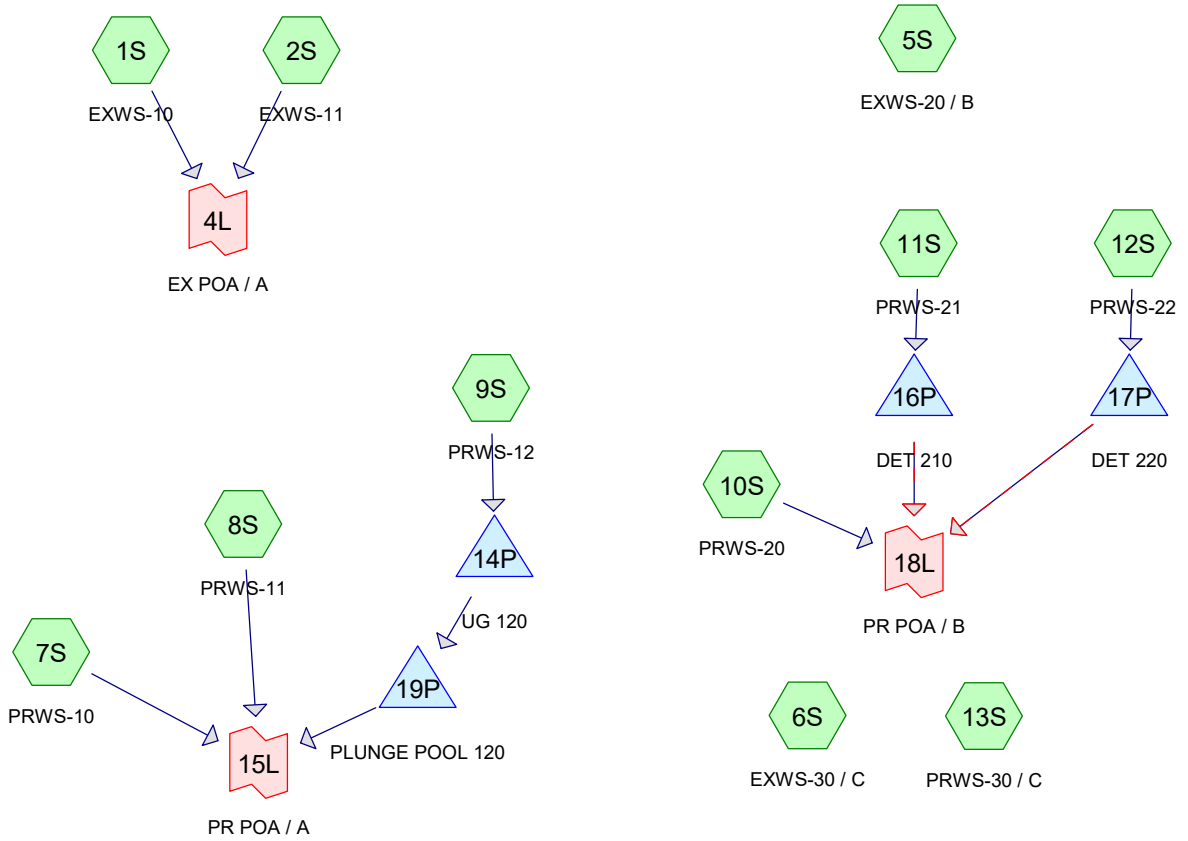 1S
EXWS-10
2S
EXWS-11
4L
EX POA / A
5S
EXWS-20 / B
11S
PRWS-21
12S
PRWS-22
16P
DET 210
17P
DET 220
10S
PRWS-20
18L
PR POA / B
9S
PRWS-12
14P
UG 120
8S
PRWS-11
7S
PRWS-10
19P
PLUNGE POOL 120
15L
PR POA / A
6S
EXWS-30 / C
13S
PRWS-30 / C